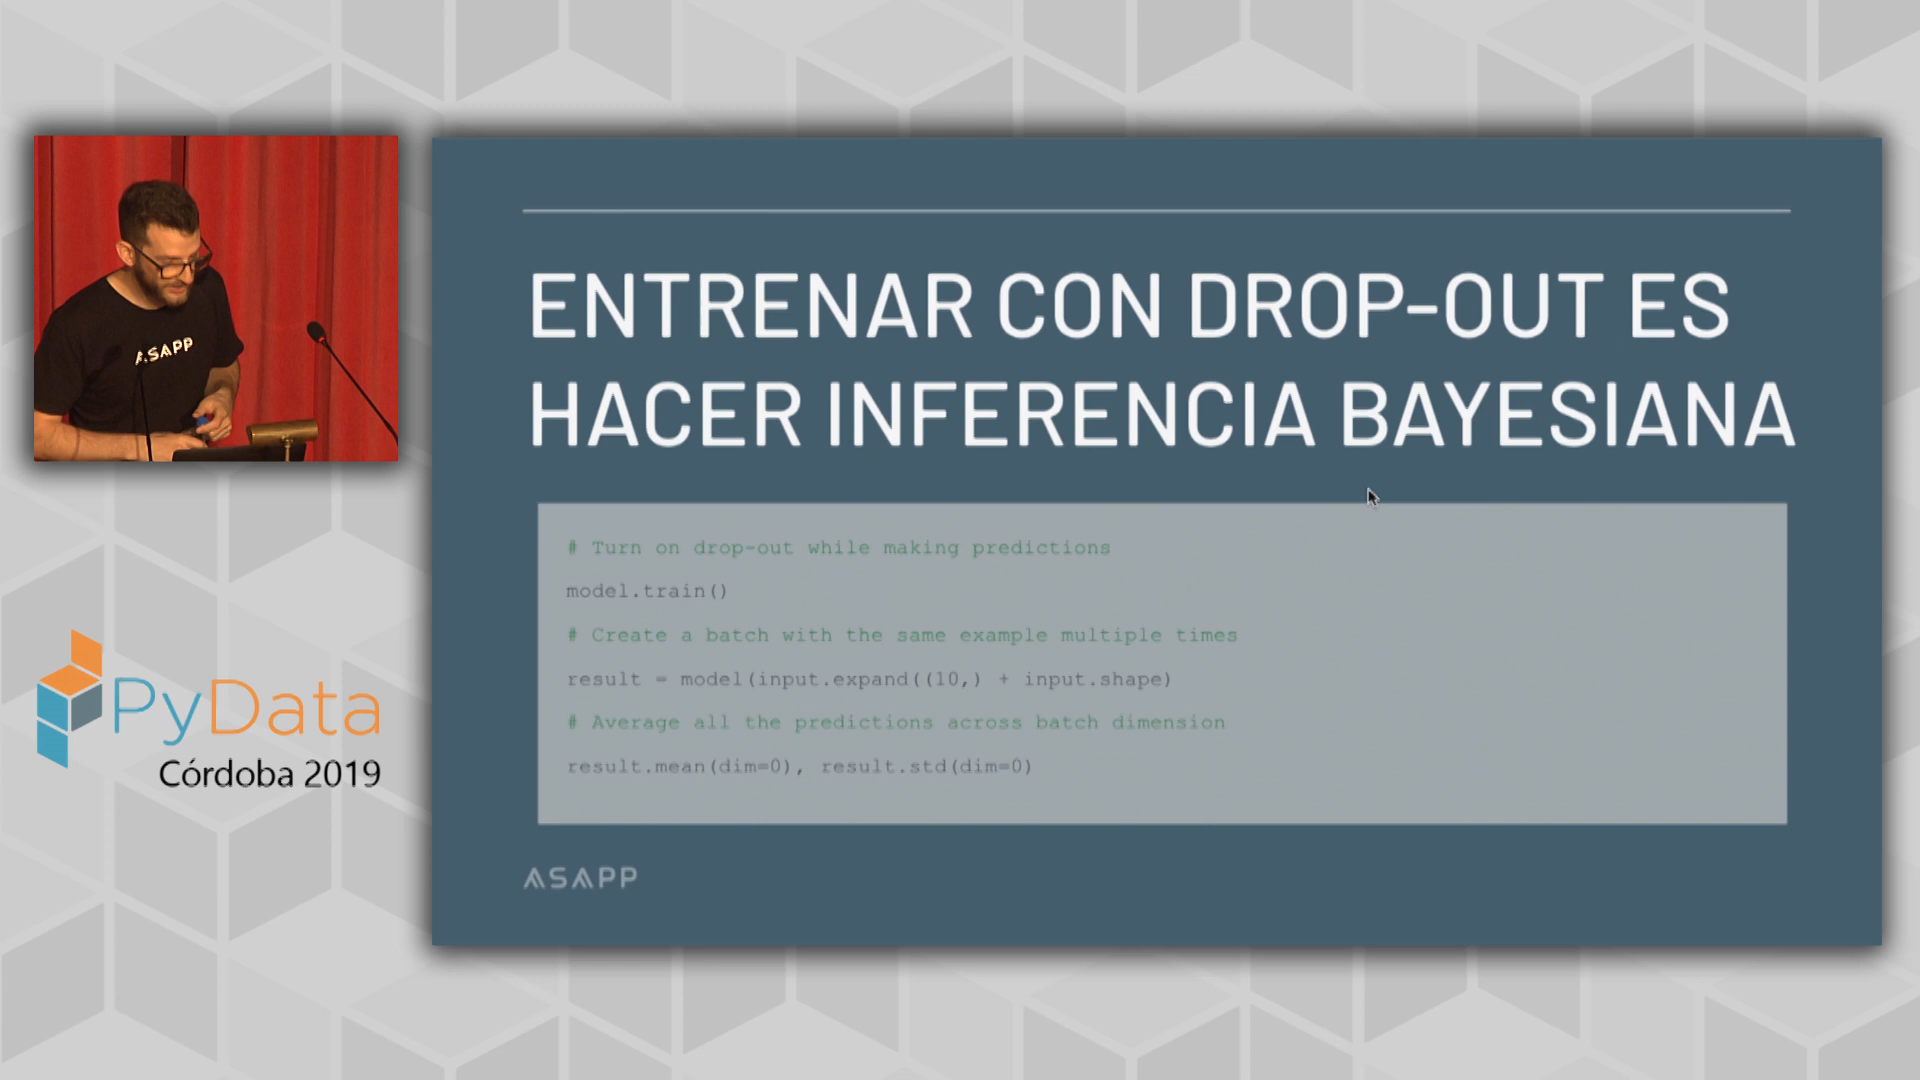 ASAPP
PyData
Córdoba 2019
ENTRENAR CON DROP-OUT ES
HACER INFERENCIA BAYESIANA
# Turn on drop-out while making predictions
model.train()
# Create a batch with the same example multiple times
result = model(input.expand((10,) + input.shape)
# Average all the predictions across batch dimension
result.mean(dim=0), result.std(dim=0)
ASAPP